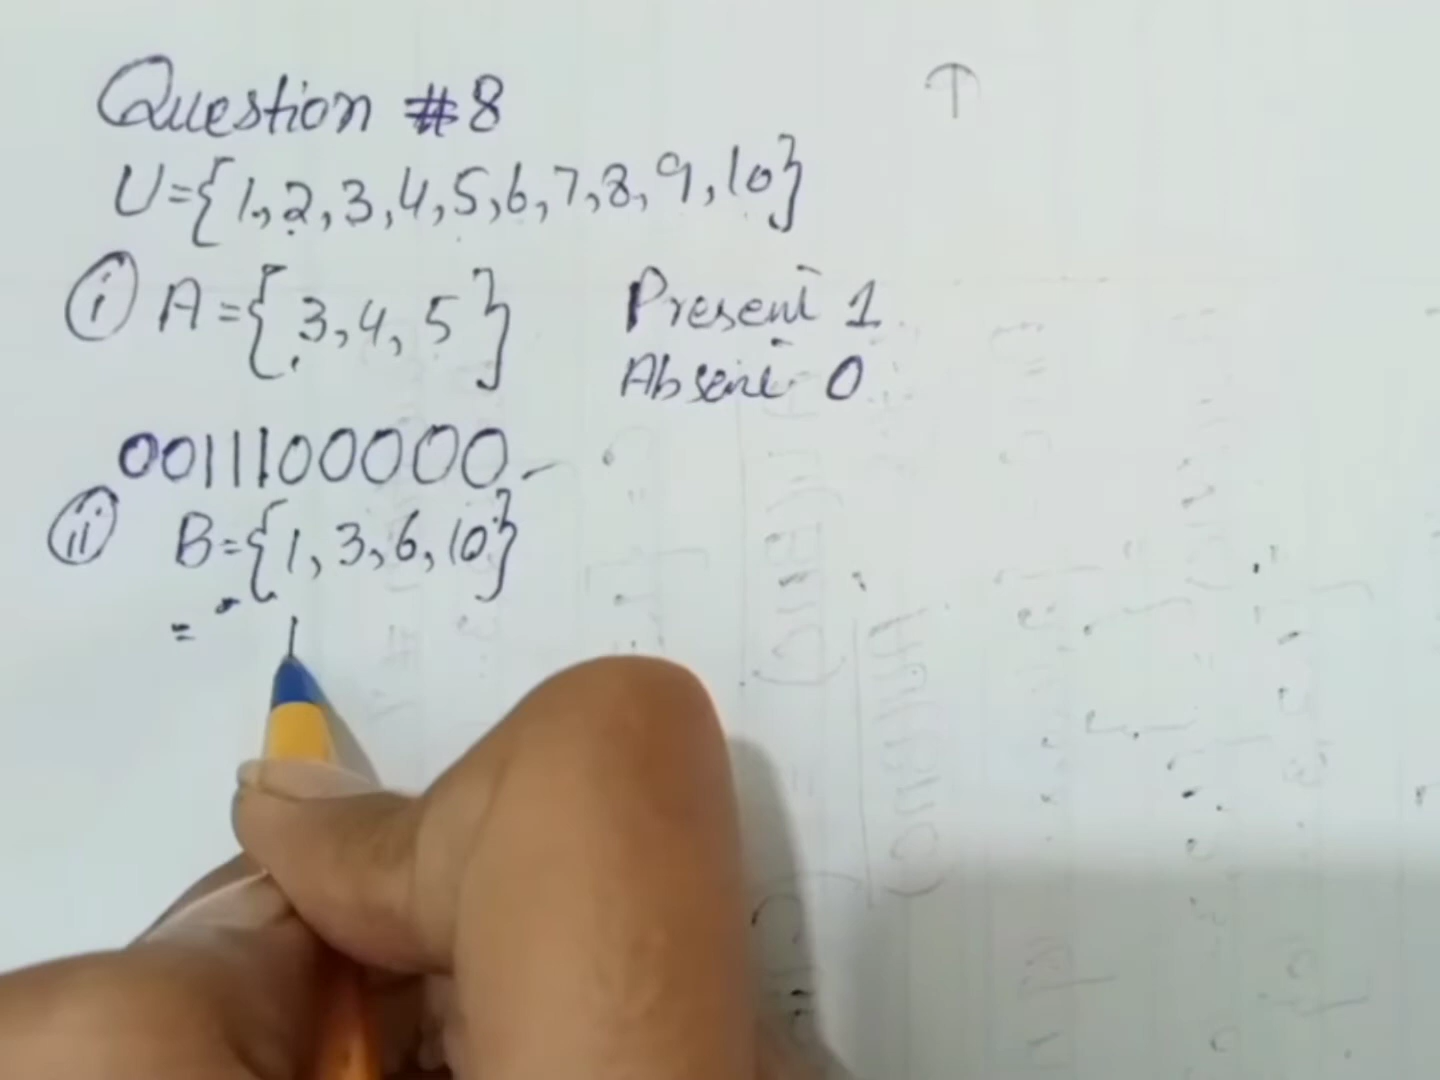 Question #8
U={1,2,3,4,5,6,7,8,9,10}
i A={3,4,5}
Present 1
Absent 0
0011100000
ii B={1,3,6,10}
= 1